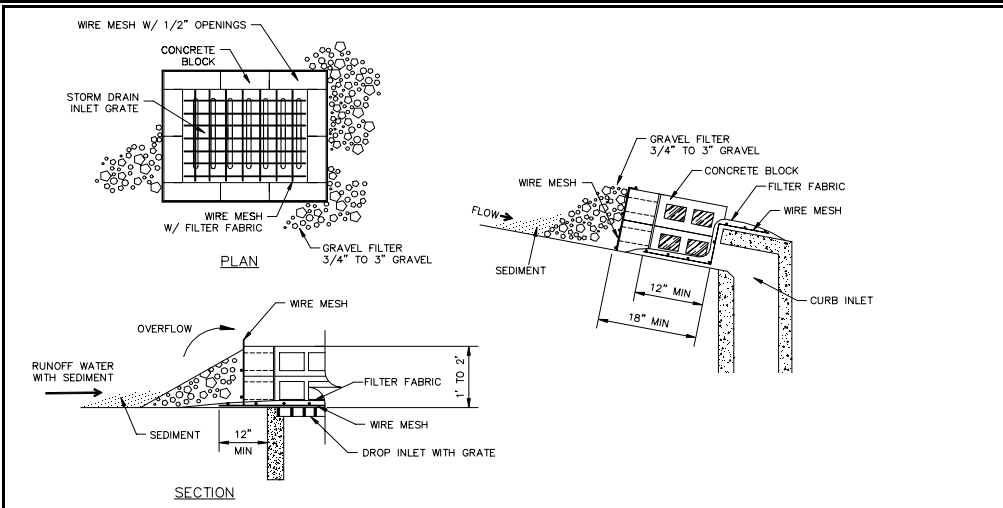 WIRE MESH W/ 1/2" OPENINGS
CONCRETE
BLOCK
STORM DRAIN
INLET GRATE
WIRE MESH
W/ FILTER FABRIC
GRAVEL FILTER
3/4" TO 3" GRAVEL
PLAN
GRAVEL FILTER
3/4" TO 3" GRAVEL
CONCRETE BLOCK
WIRE MESH
FILTER FABRIC
WIRE MESH
FLOW
SEDIMENT
12" MIN
18" MIN
CURB INLET
WIRE MESH
OVERFLOW
RUNOFF WATER
WITH SEDIMENT
FILTER FABRIC
1' TO 2'
WIRE MESH
SEDIMENT
12"
MIN
DROP INLET WITH GRATE
SECTION